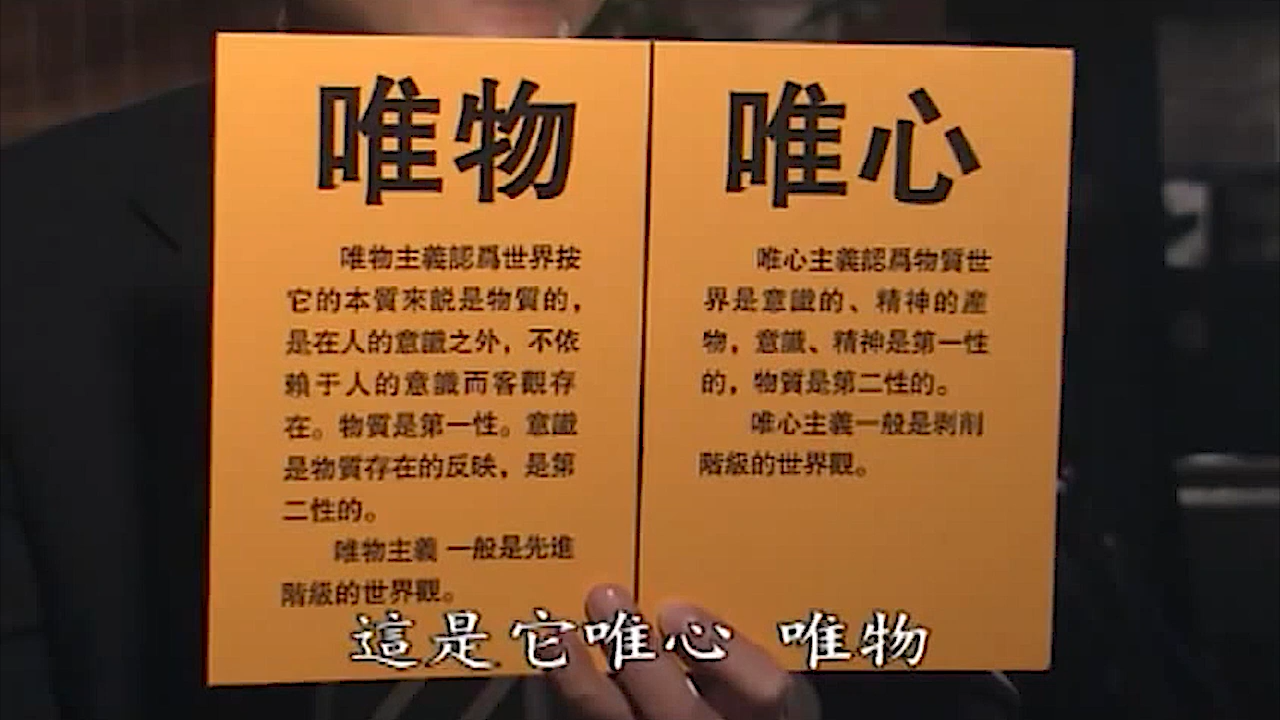 唯物
唯物主義認爲世界按
它的本質來説是物質的，
是在人的意識之外，不依
賴于人的意識而客觀存
在。物質是第一性。意識
是物質存在的反映，是第
二性的。
唯物主義一般是先進
階級的世界觀。
唯心
唯心主義認爲物質世
界是意識的、精神的産
物，意識、精神是第一性
的，物質是第二性的。
唯心主義一般是剥削
階級的世界觀。
這是它唯心 唯物